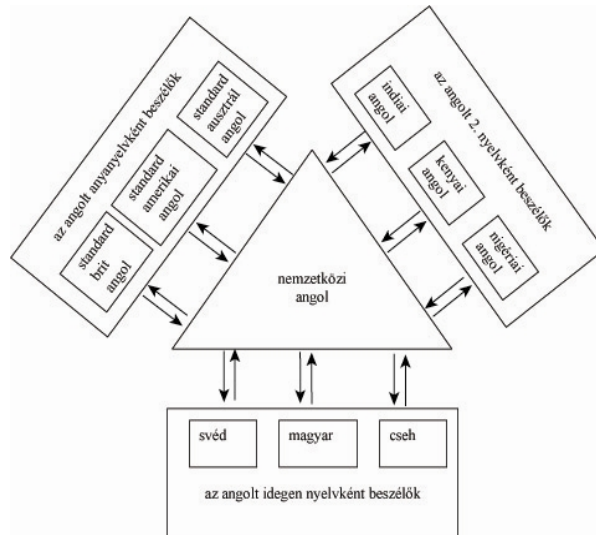 az angolt anyanyelvként beszélők
standard
ausztrál
angol
standard
amerikai
angol
standard
brit
angol
az angolt 2. nyelvként beszélők
indiai
angol
kenyai
angol
nigériai
angol
nemzetközi
angol
svéd
magyar
cseh
az angolt idegen nyelvként beszélők